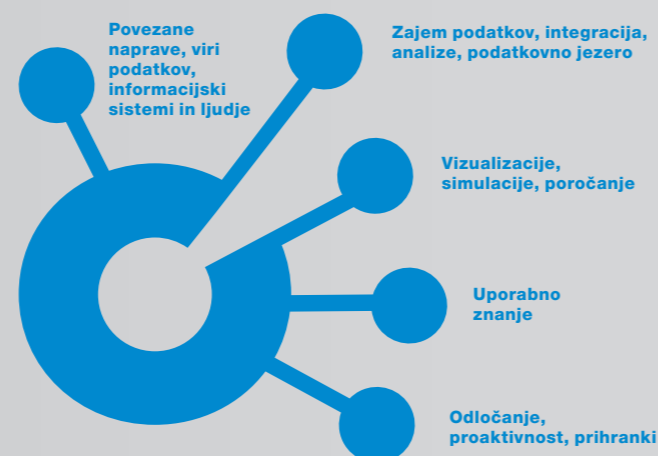 Povezane
naprave, viri
podatkov,
informacijski
sistemi in ljudje
Zajem podatkov, integracija,
analize, podatkovno jezero
Vizualizacije,
simulacije, poročanje
Uporabno
znanje
Odločanje,
proaktivnost, prihranki